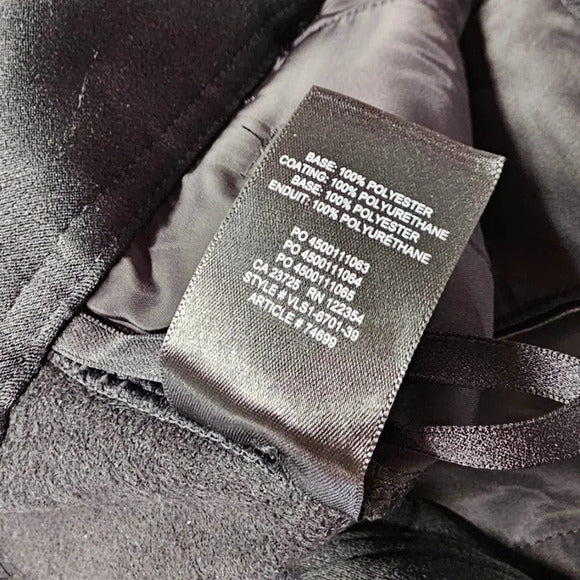 BASE: 100% POLYESTER
COATING: 100% POLYURETHANE
BASE: 100% POLYESTER
ENDUIT: 100% POLYURÉTHANE
PO 4500111063
PO 4500111064
PO 4500111065
CA 23725 RN 122354
STYLE # VLS1-6701-39
ARTICLE # 74699